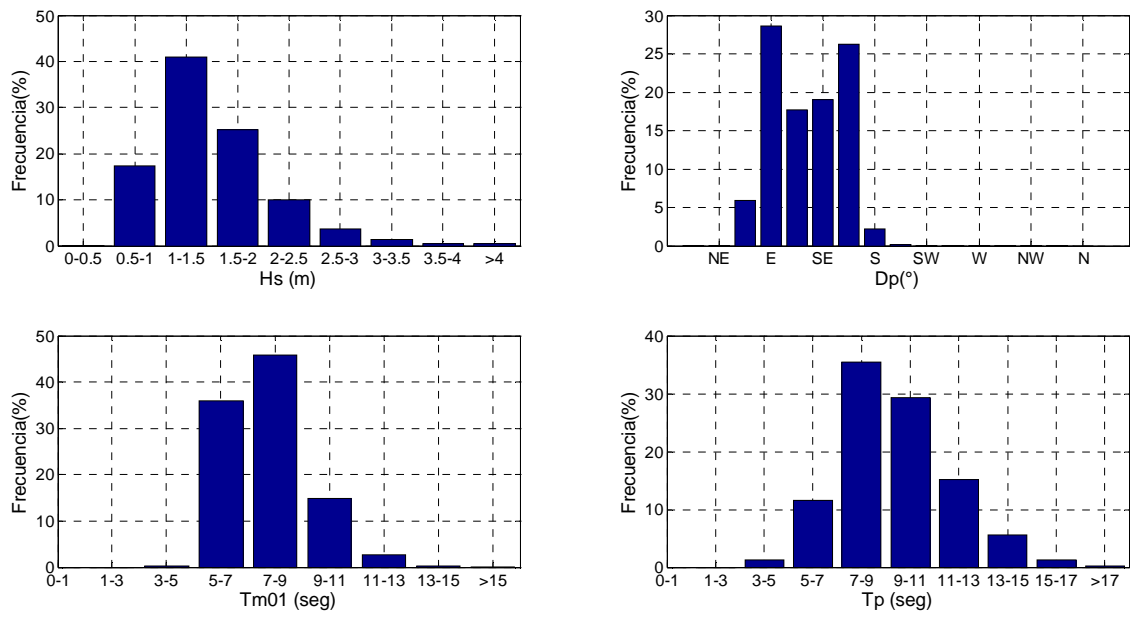 50
40
30
20
10
0
Frecuencia(%)
0-0.5 0.5-1 1-1.5 1.5-2 2-2.5 2.5-3 3-3.5 3.5-4 >4
Hs (m)
30
25
20
15
10
5
0
Frecuencia(%)
NE E SE S SW W NW N
Dp(°)
50
40
30
20
10
0
Frecuencia(%)
0-1 1-3 3-5 5-7 7-9 9-11 11-13 13-15 >15
Tm01 (seg)
40
30
20
10
0
Frecuencia(%)
0-1 1-3 3-5 5-7 7-9 9-11 11-13 13-15 15-17 >17
Tp (seg)